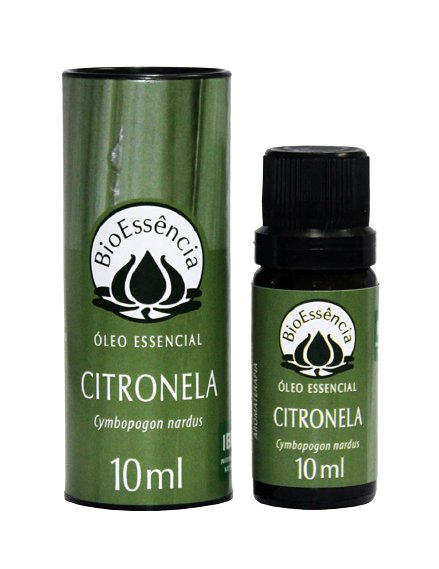 BioEssência
ÓLEO ESSENCIAL
CITRONELA
Cymbopogon nardus
10ml
BioEssência
ÓLEO ESSENCIAL
CITRONELA
Cymbopogon nardus
10ml
AROMATERAPIA